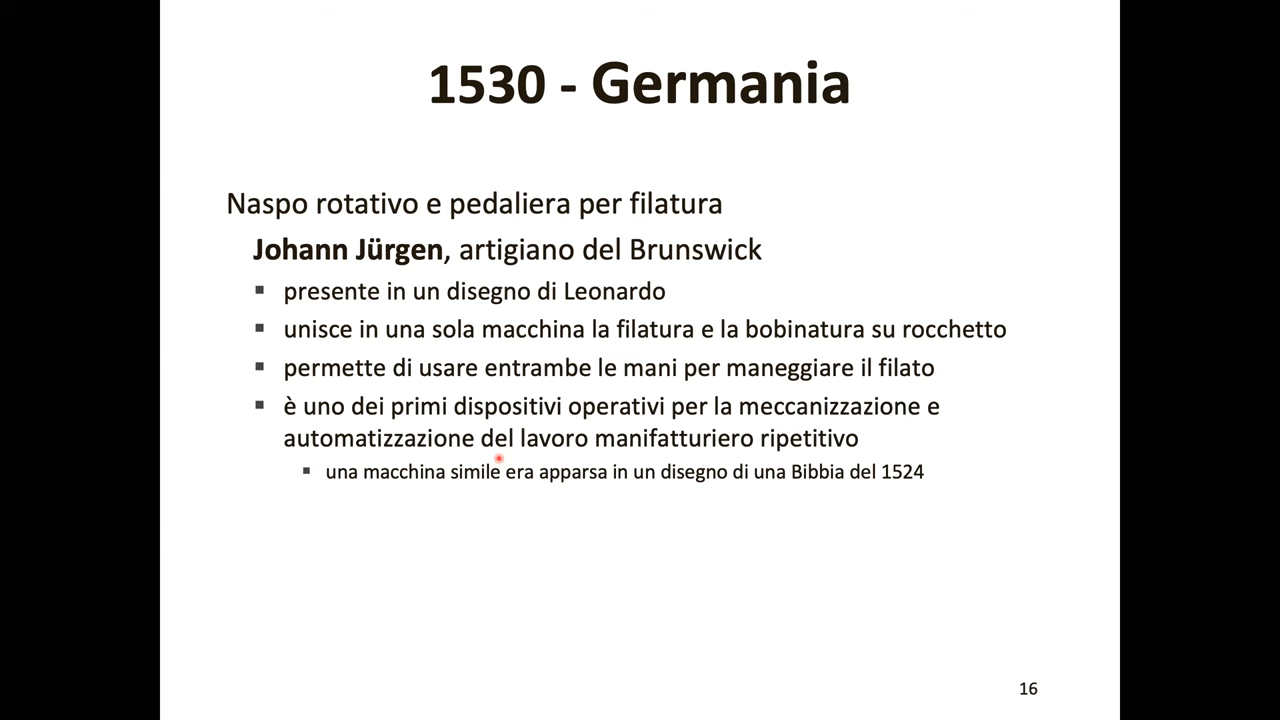 1530 - Germania
Naspo rotativo e pedaliera per filatura
Johann Jürgen, artigiano del Brunswick
▪ presente in un disegno di Leonardo
▪ unisce in una sola macchina la filatura e la bobinatura su rocchetto
▪ permette di usare entrambe le mani per maneggiare il filato
▪ è uno dei primi dispositivi operativi per la meccanizzazione e
automatizzazione del lavoro manifatturiero ripetitivo
▪ una macchina simile era apparsa in un disegno di una Bibbia del 1524
16